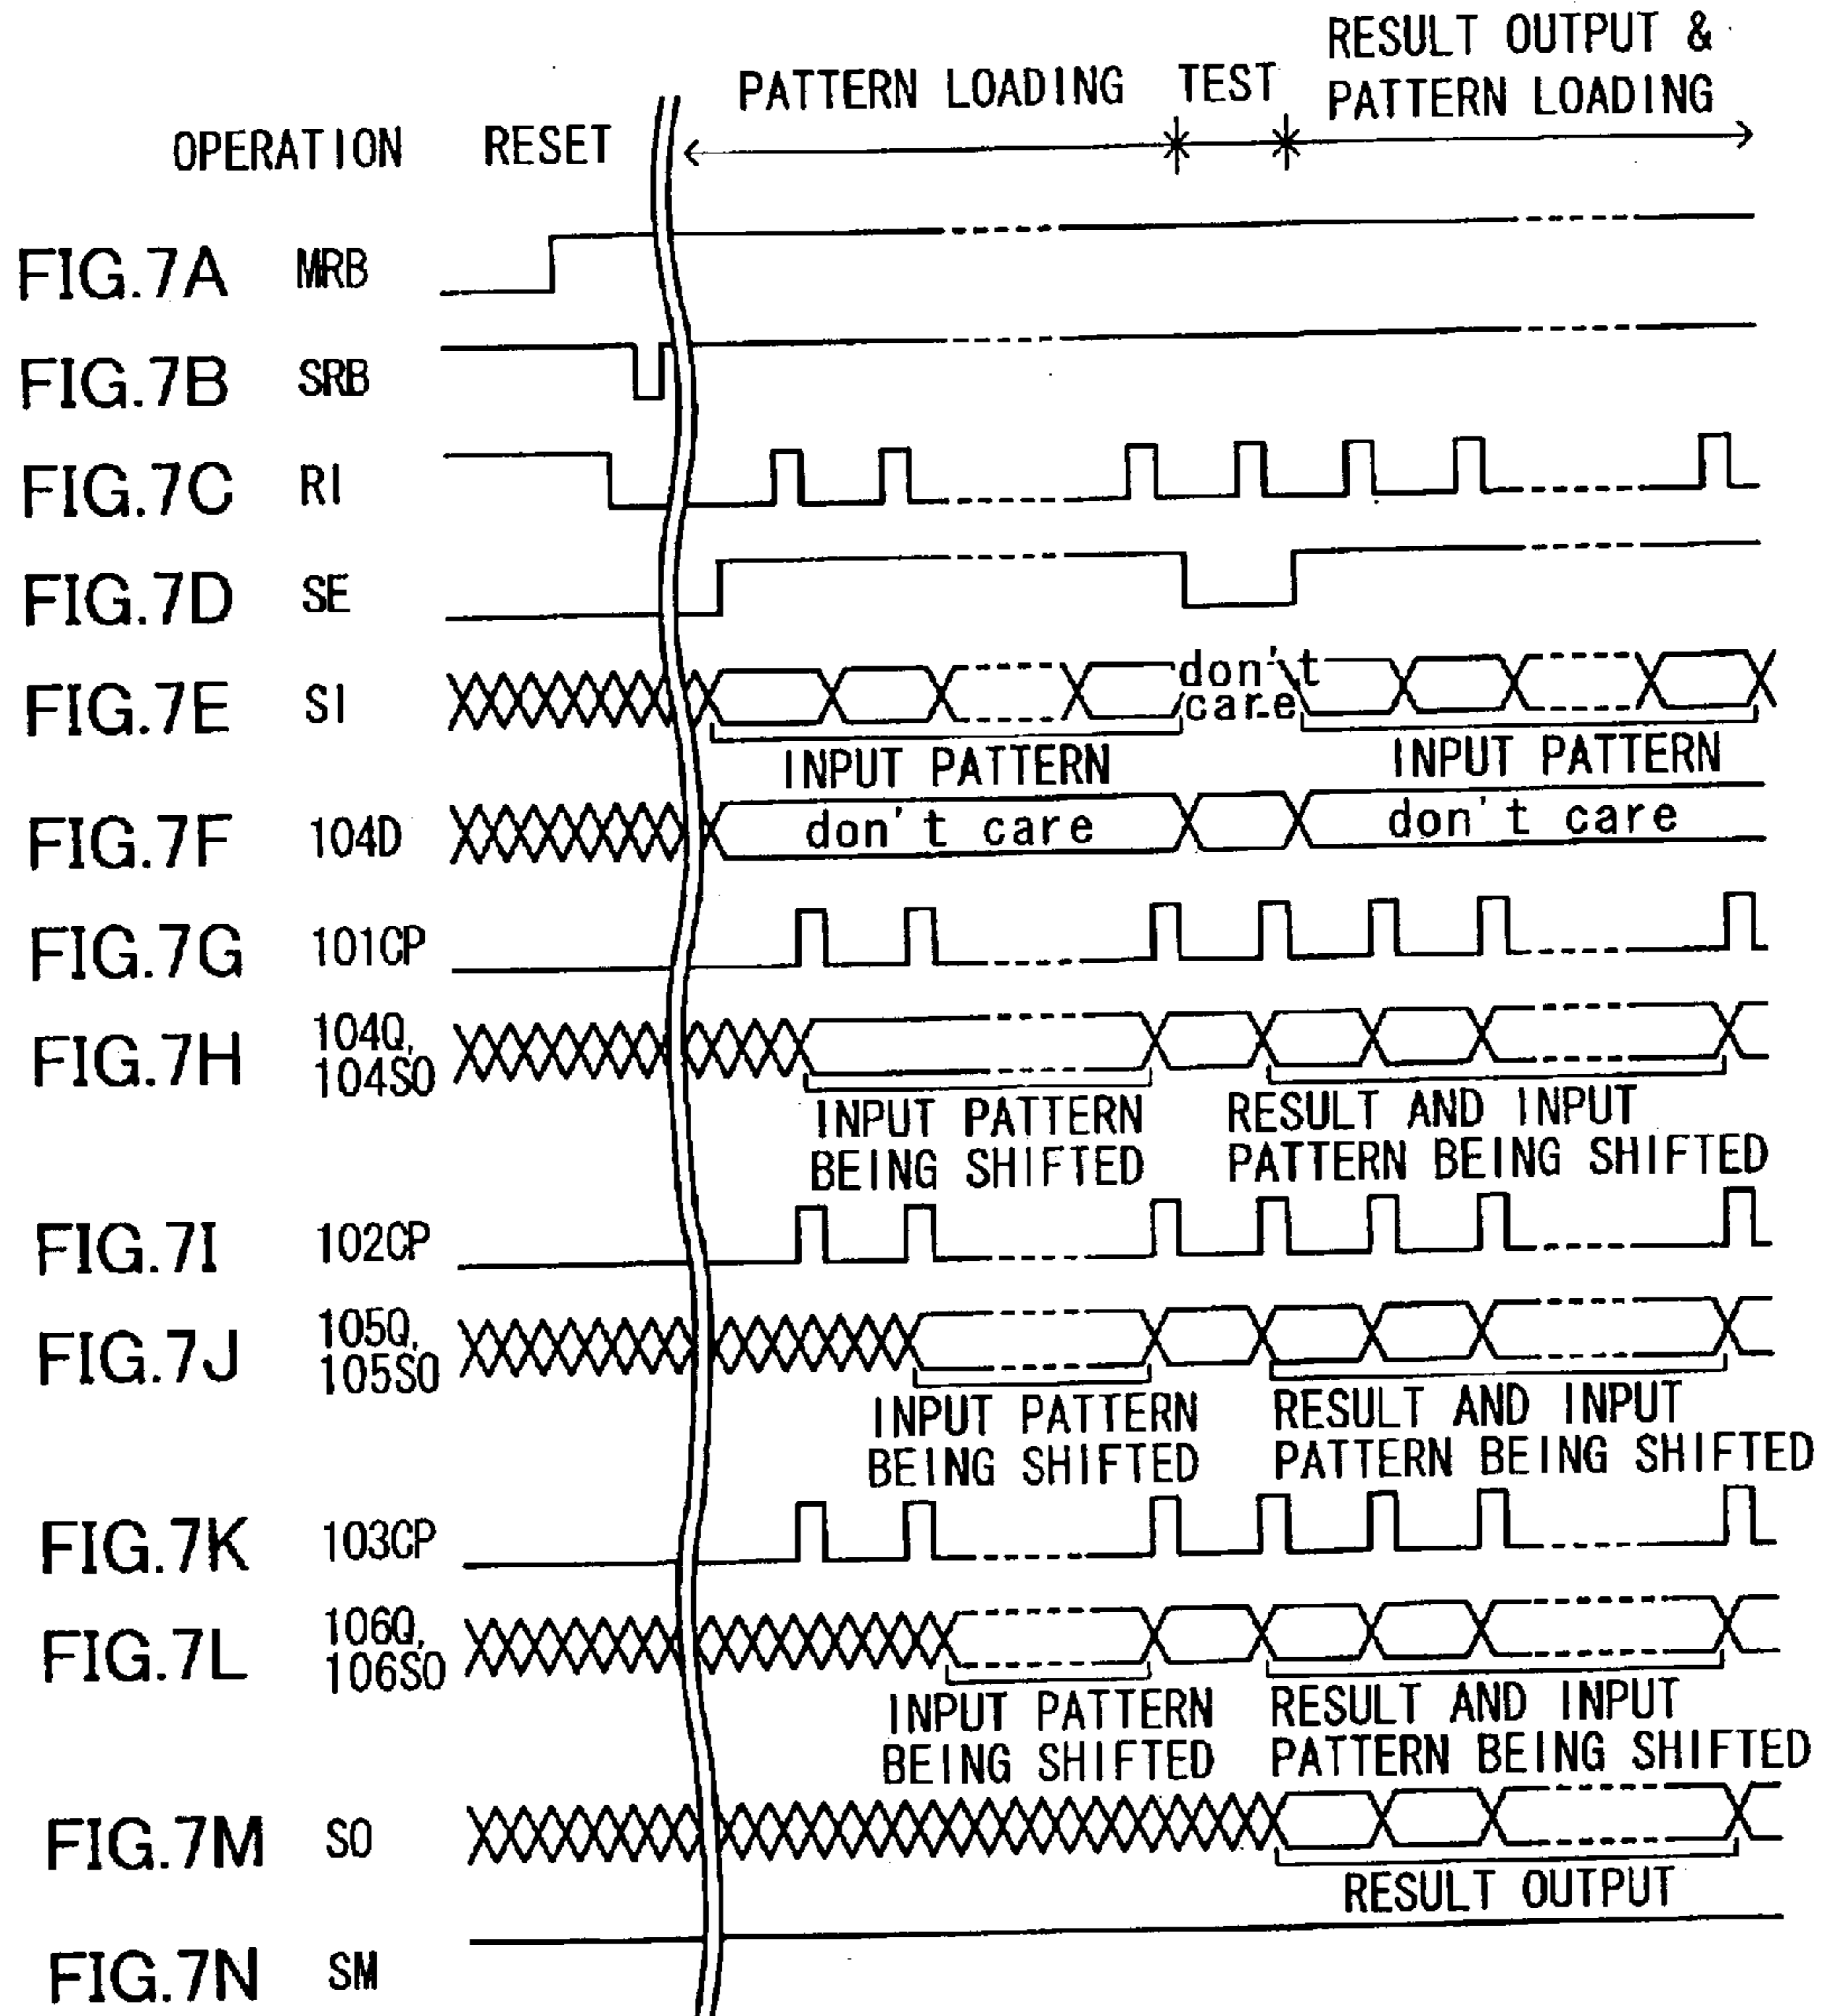 RESULT OUTPUT &
PATTERN LOADING TEST PATTERN LOADING
OPERATION RESET
FIG.7A MRB
FIG.7B SRB
FIG.7C RI
FIG.7D SE
FIG.7E SI
don't
care
INPUT PATTERN INPUT PATTERN
FIG.7F 104D don't care don't care
FIG.7G 101CP
FIG.7H 104Q,
104SO
INPUT PATTERN RESULT AND INPUT
BEING SHIFTED PATTERN BEING SHIFTED
FIG.7I 102CP
FIG.7J 105Q,
105SO
INPUT PATTERN RESULT AND INPUT
BEING SHIFTED PATTERN BEING SHIFTED
FIG.7K 103CP
FIG.7L 106Q,
106SO
INPUT PATTERN RESULT AND INPUT
BEING SHIFTED PATTERN BEING SHIFTED
FIG.7M SO
RESULT OUTPUT
FIG.7N SM